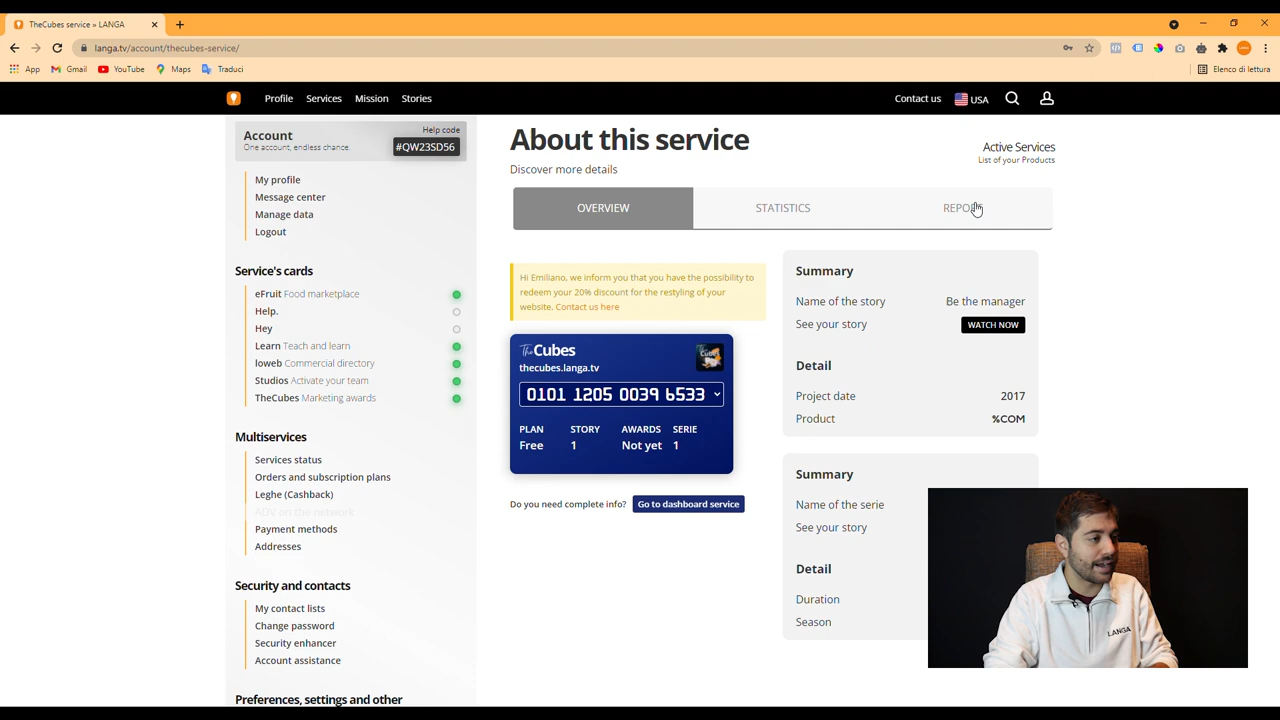 TheCubes service » LANGA
langa.tv/account/thecubes-service/
App Gmail YouTube Maps Traduci Elenco di lettura
Profile Services Mission Stories Contact us USA
Account
One account, endless chance.
Help code
#QW23SD56
My profile
Message center
Manage data
Logout
Service's cards
eFruit Food marketplace
Help.
Hey
Learn Teach and learn
loweb Commercial directory
Studios Activate your team
TheCubes Marketing awards
Multiservices
Services status
Orders and subscription plans
Leghe (Cashback)
ADV on the network
Payment methods
Addresses
Security and contacts
My contact lists
Change password
Security enhancer
Account assistance
Preferences, settings and other
About this service
Discover more details
Active Services
List of your Products
OVERVIEW STATISTICS
Hi Emiliano, we inform you that you have the possibility to
redeem your 20% discount for the restyling of your
website. Contact us here
TheCubes
thecubes.langa.tv
0101 1205 0039 6533
PLAN STORY AWARDS SERIE
Free 1 Not yet 1
Do you need complete info? Go to dashboard service
Summary
Name of the story Be the manager
See your story WATCH NOW
Detail
Project date 2017
Product %COM
Summary
Name of the serie
See your story
Detail
Duration
Season
LANGA